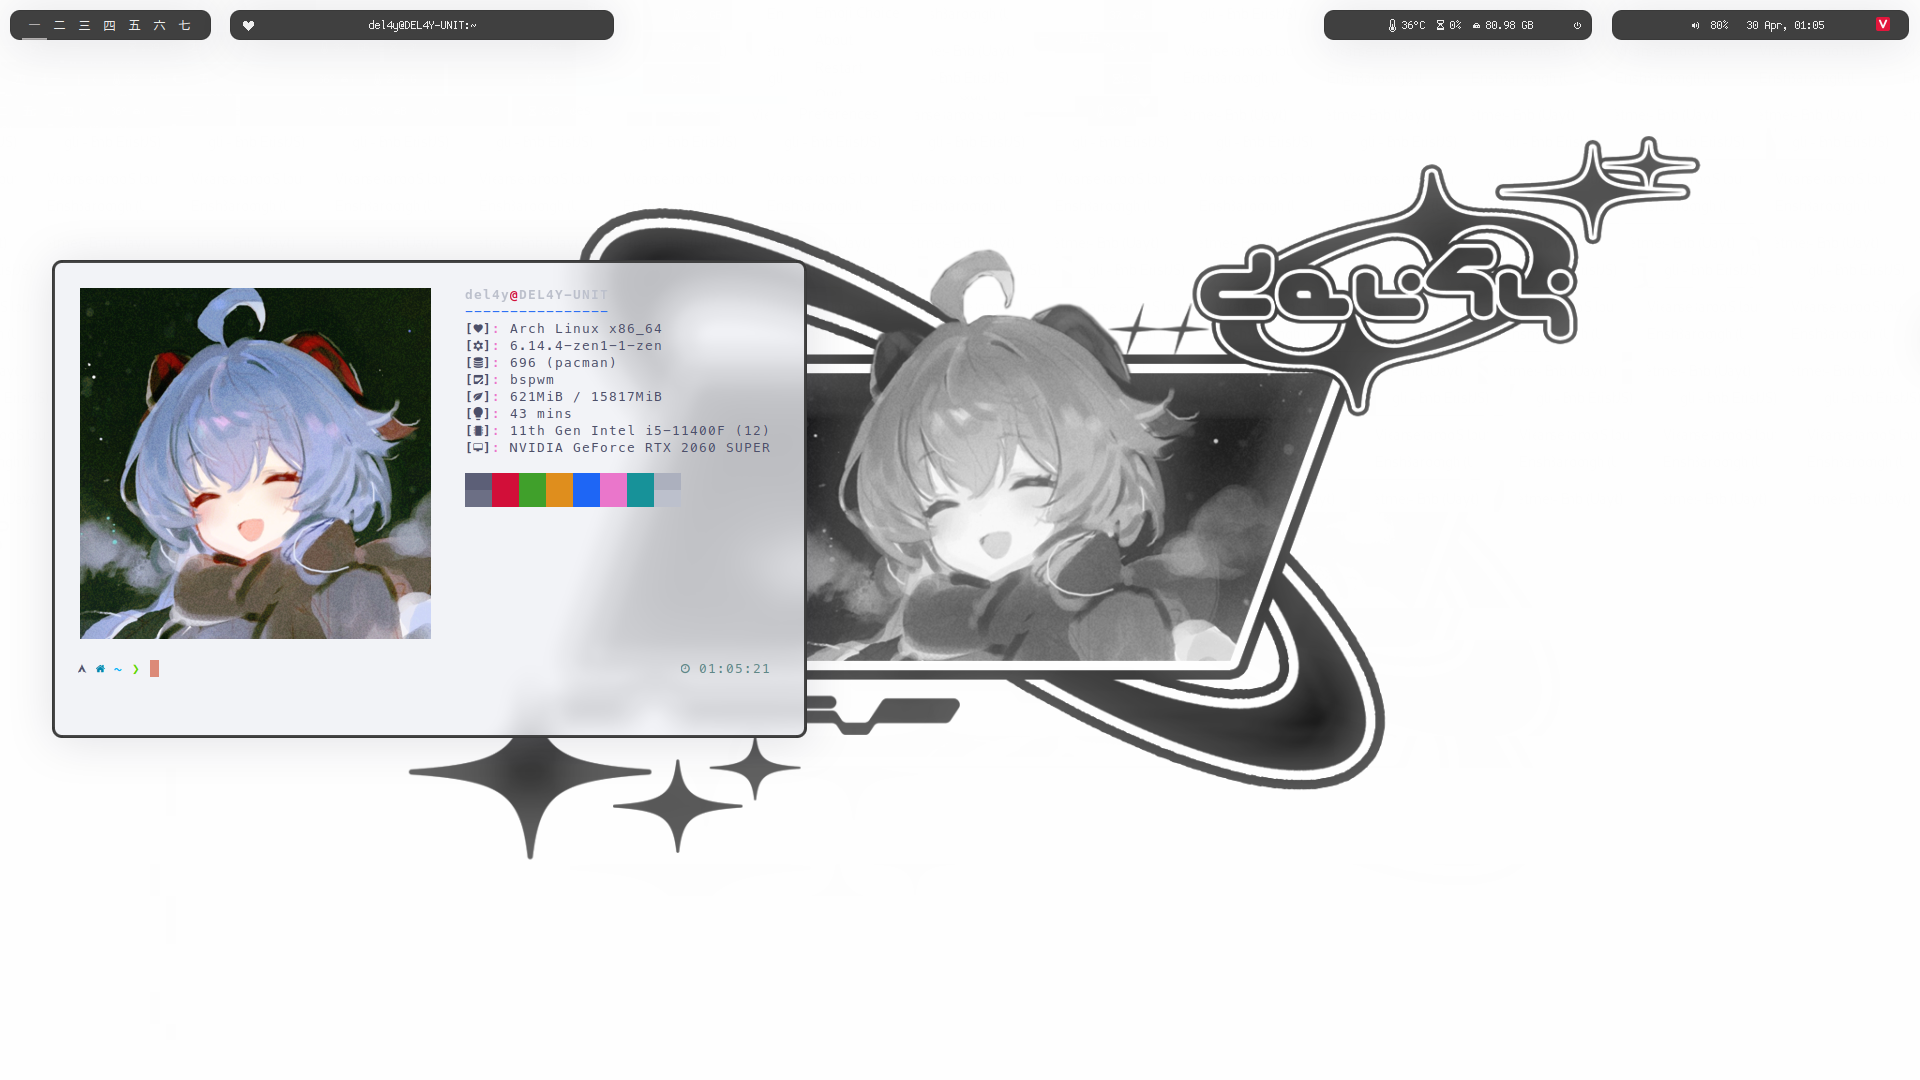 一 二 三 四 五 六 七
del4y@DEL4Y-UNIT:~
36°C 0% 80.98 GB
80% 30 Apr, 01:05
del4y@DEL4Y-UNIT
----------------
[]: Arch Linux x86_64
[]: 6.14.4-zen1-1-zen
[]: 696 (pacman)
[]: bspwm
[]: 621MiB / 15817MiB
[]: 43 mins
[]: 11th Gen Intel i5-11400F (12)
[]: NVIDIA GeForce RTX 2060 SUPER
~ ❯ 01:05:21
del4y